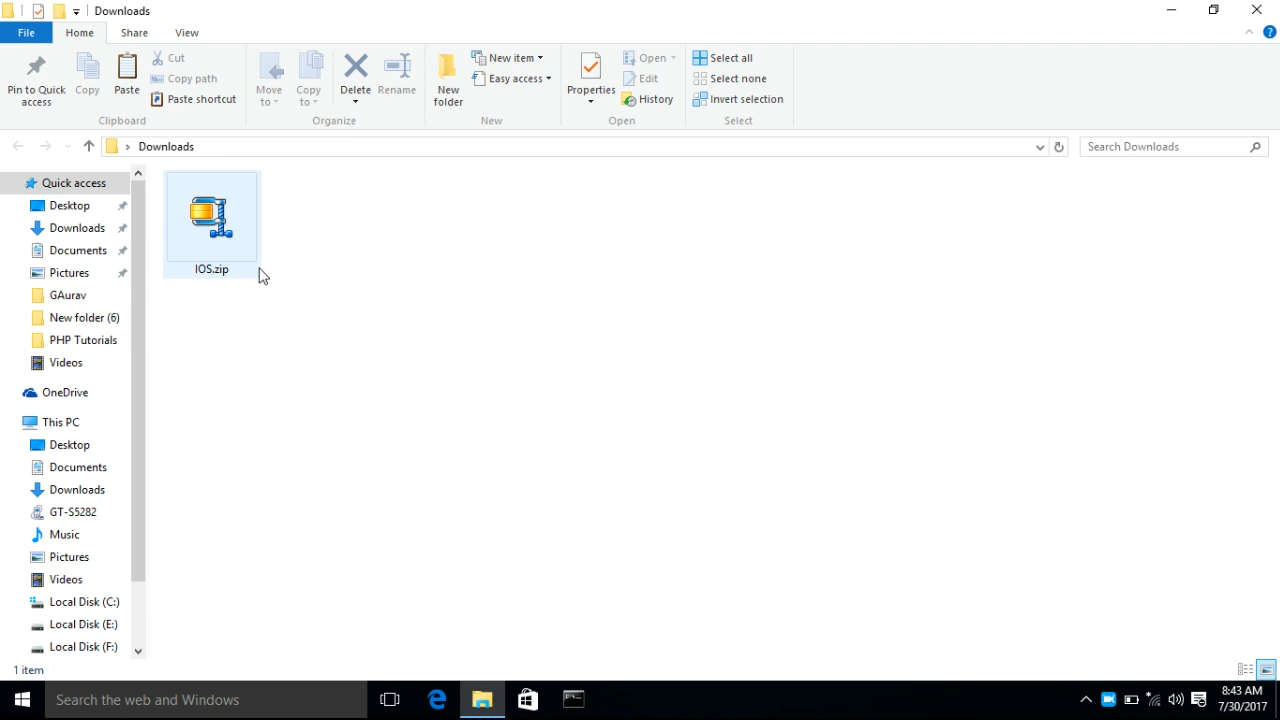 Downloads
File Home Share View
Pin to Quick access
Copy
Paste
Cut
Copy path
Paste shortcut
Clipboard
Move to
Copy to
Delete
Rename
Organize
New folder
New item
Easy access
New
Properties
Open
Edit
History
Open
Select all
Select none
Invert selection
Select
Downloads
Search Downloads
Quick access
Desktop
Downloads
Documents
Pictures
GAurav
New folder (6)
PHP Tutorials
Videos
OneDrive
This PC
Desktop
Documents
Downloads
GT-S5282
Music
Pictures
Videos
Local Disk (C:)
Local Disk (E:)
Local Disk (F:)
IOS.zip
1 item
Search the web and Windows
8:43 AM
7/30/2017